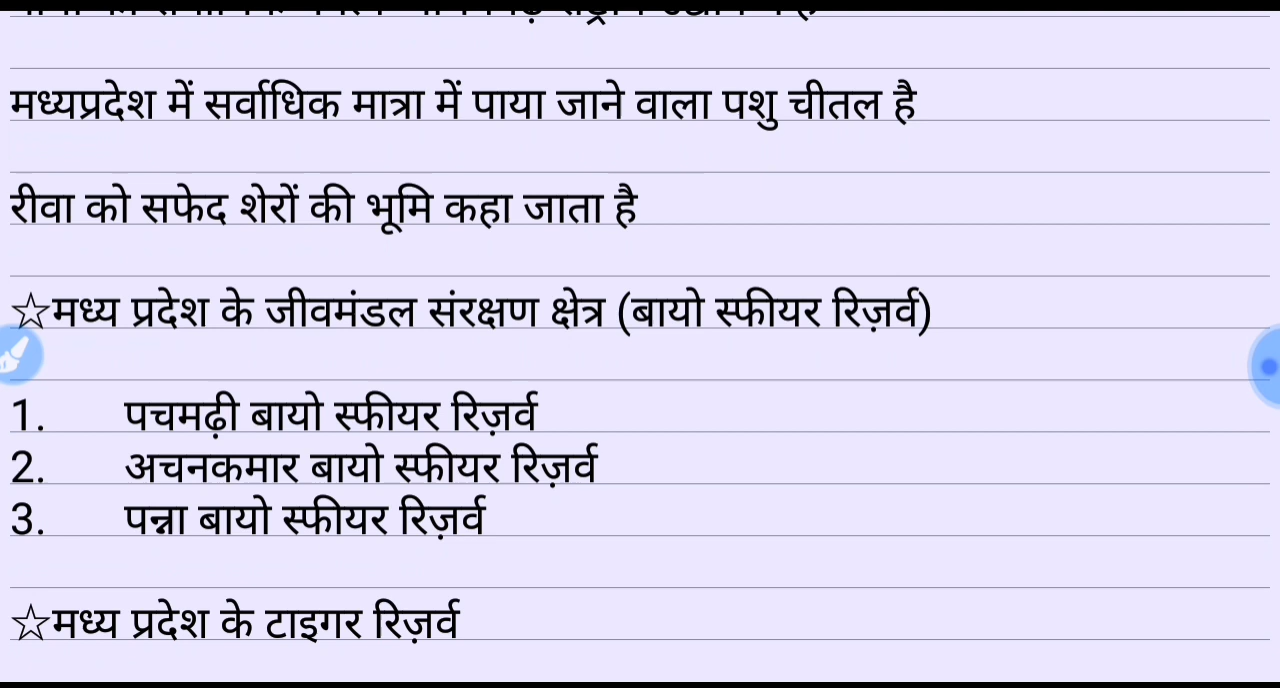 मध्यप्रदेश में सर्वाधिक मात्रा में पाया जाने वाला पशु चीतल है
रीवा को सफेद शेरों की भूमि कहा जाता है
☆मध्य प्रदेश के जीवमंडल संरक्षण क्षेत्र (बायो स्फीयर रिज़र्व)
1. पचमढ़ी बायो स्फीयर रिज़र्व
2. अचनकमार बायो स्फीयर रिज़र्व
3. पन्ना बायो स्फीयर रिज़र्व
☆मध्य प्रदेश के टाइगर रिज़र्व